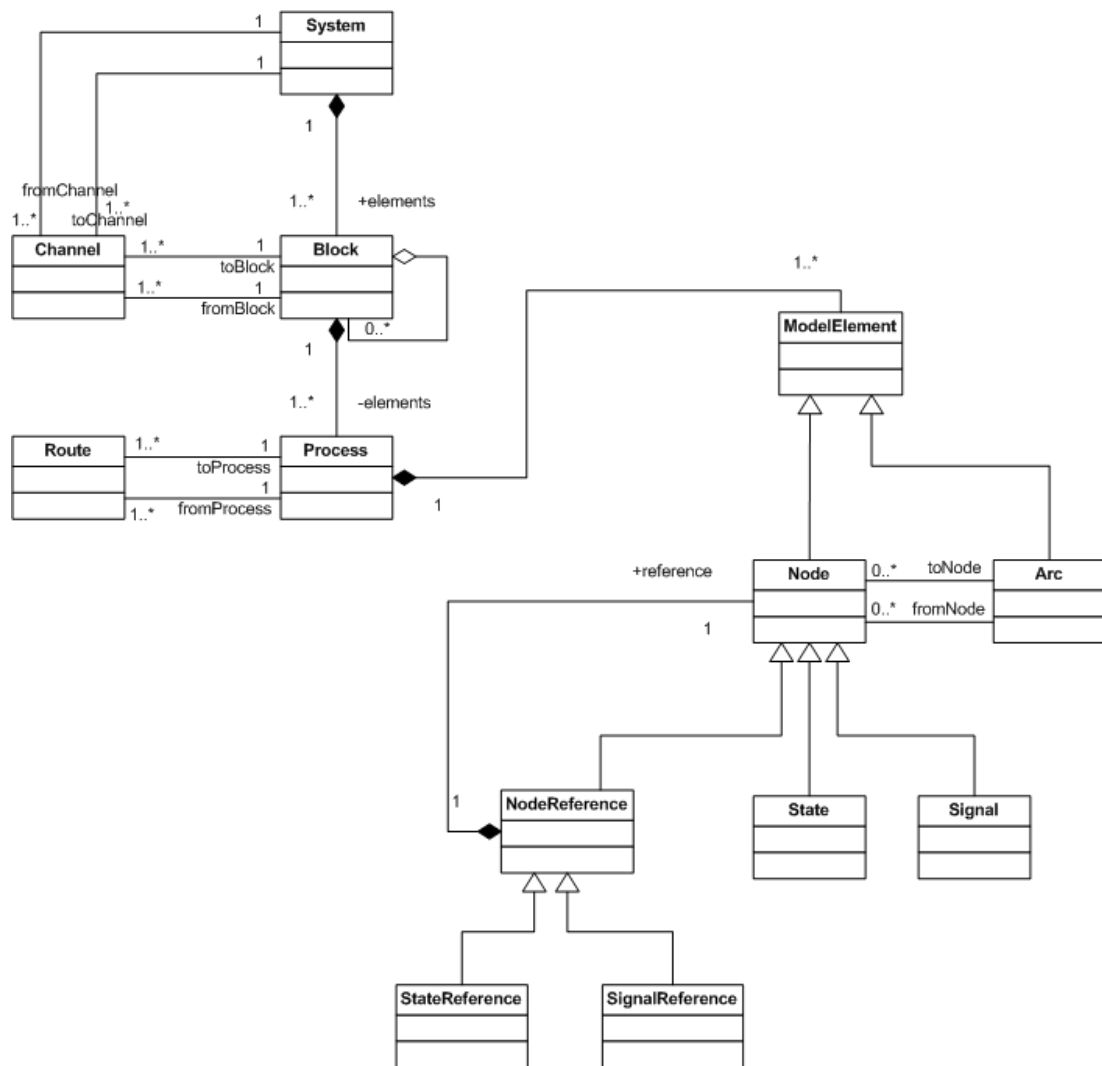 1
System
1
1
fromChannel
1..*
1..*
toChannel
1..*
+elements
Channel
1..*
1
toBlock
Block
1..*
1
fromBlock
0..*
1
1..*
ModelElement
1..*
-elements
Route
1..*
1
toProcess
Process
1
fromProcess
1..*
1
+reference
Node
0..*
toNode
Arc
1
0..*
fromNode
1
NodeReference
State
Signal
StateReference
SignalReference